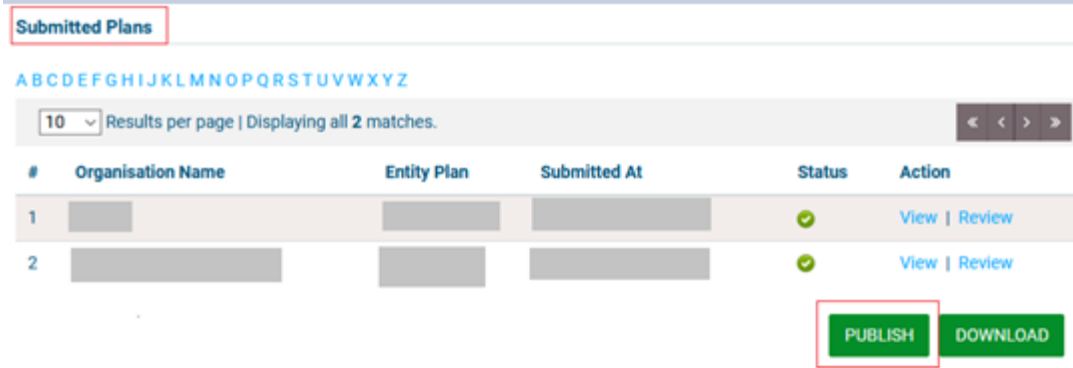 Submitted Plans
A B C D E F G H I J K L M N O P Q R S T U V W X Y Z
10 Results per page | Displaying all 2 matches.
« < > »
# Organisation Name Entity Plan Submitted At Status Action
1 View | Review
2 View | Review
PUBLISH DOWNLOAD